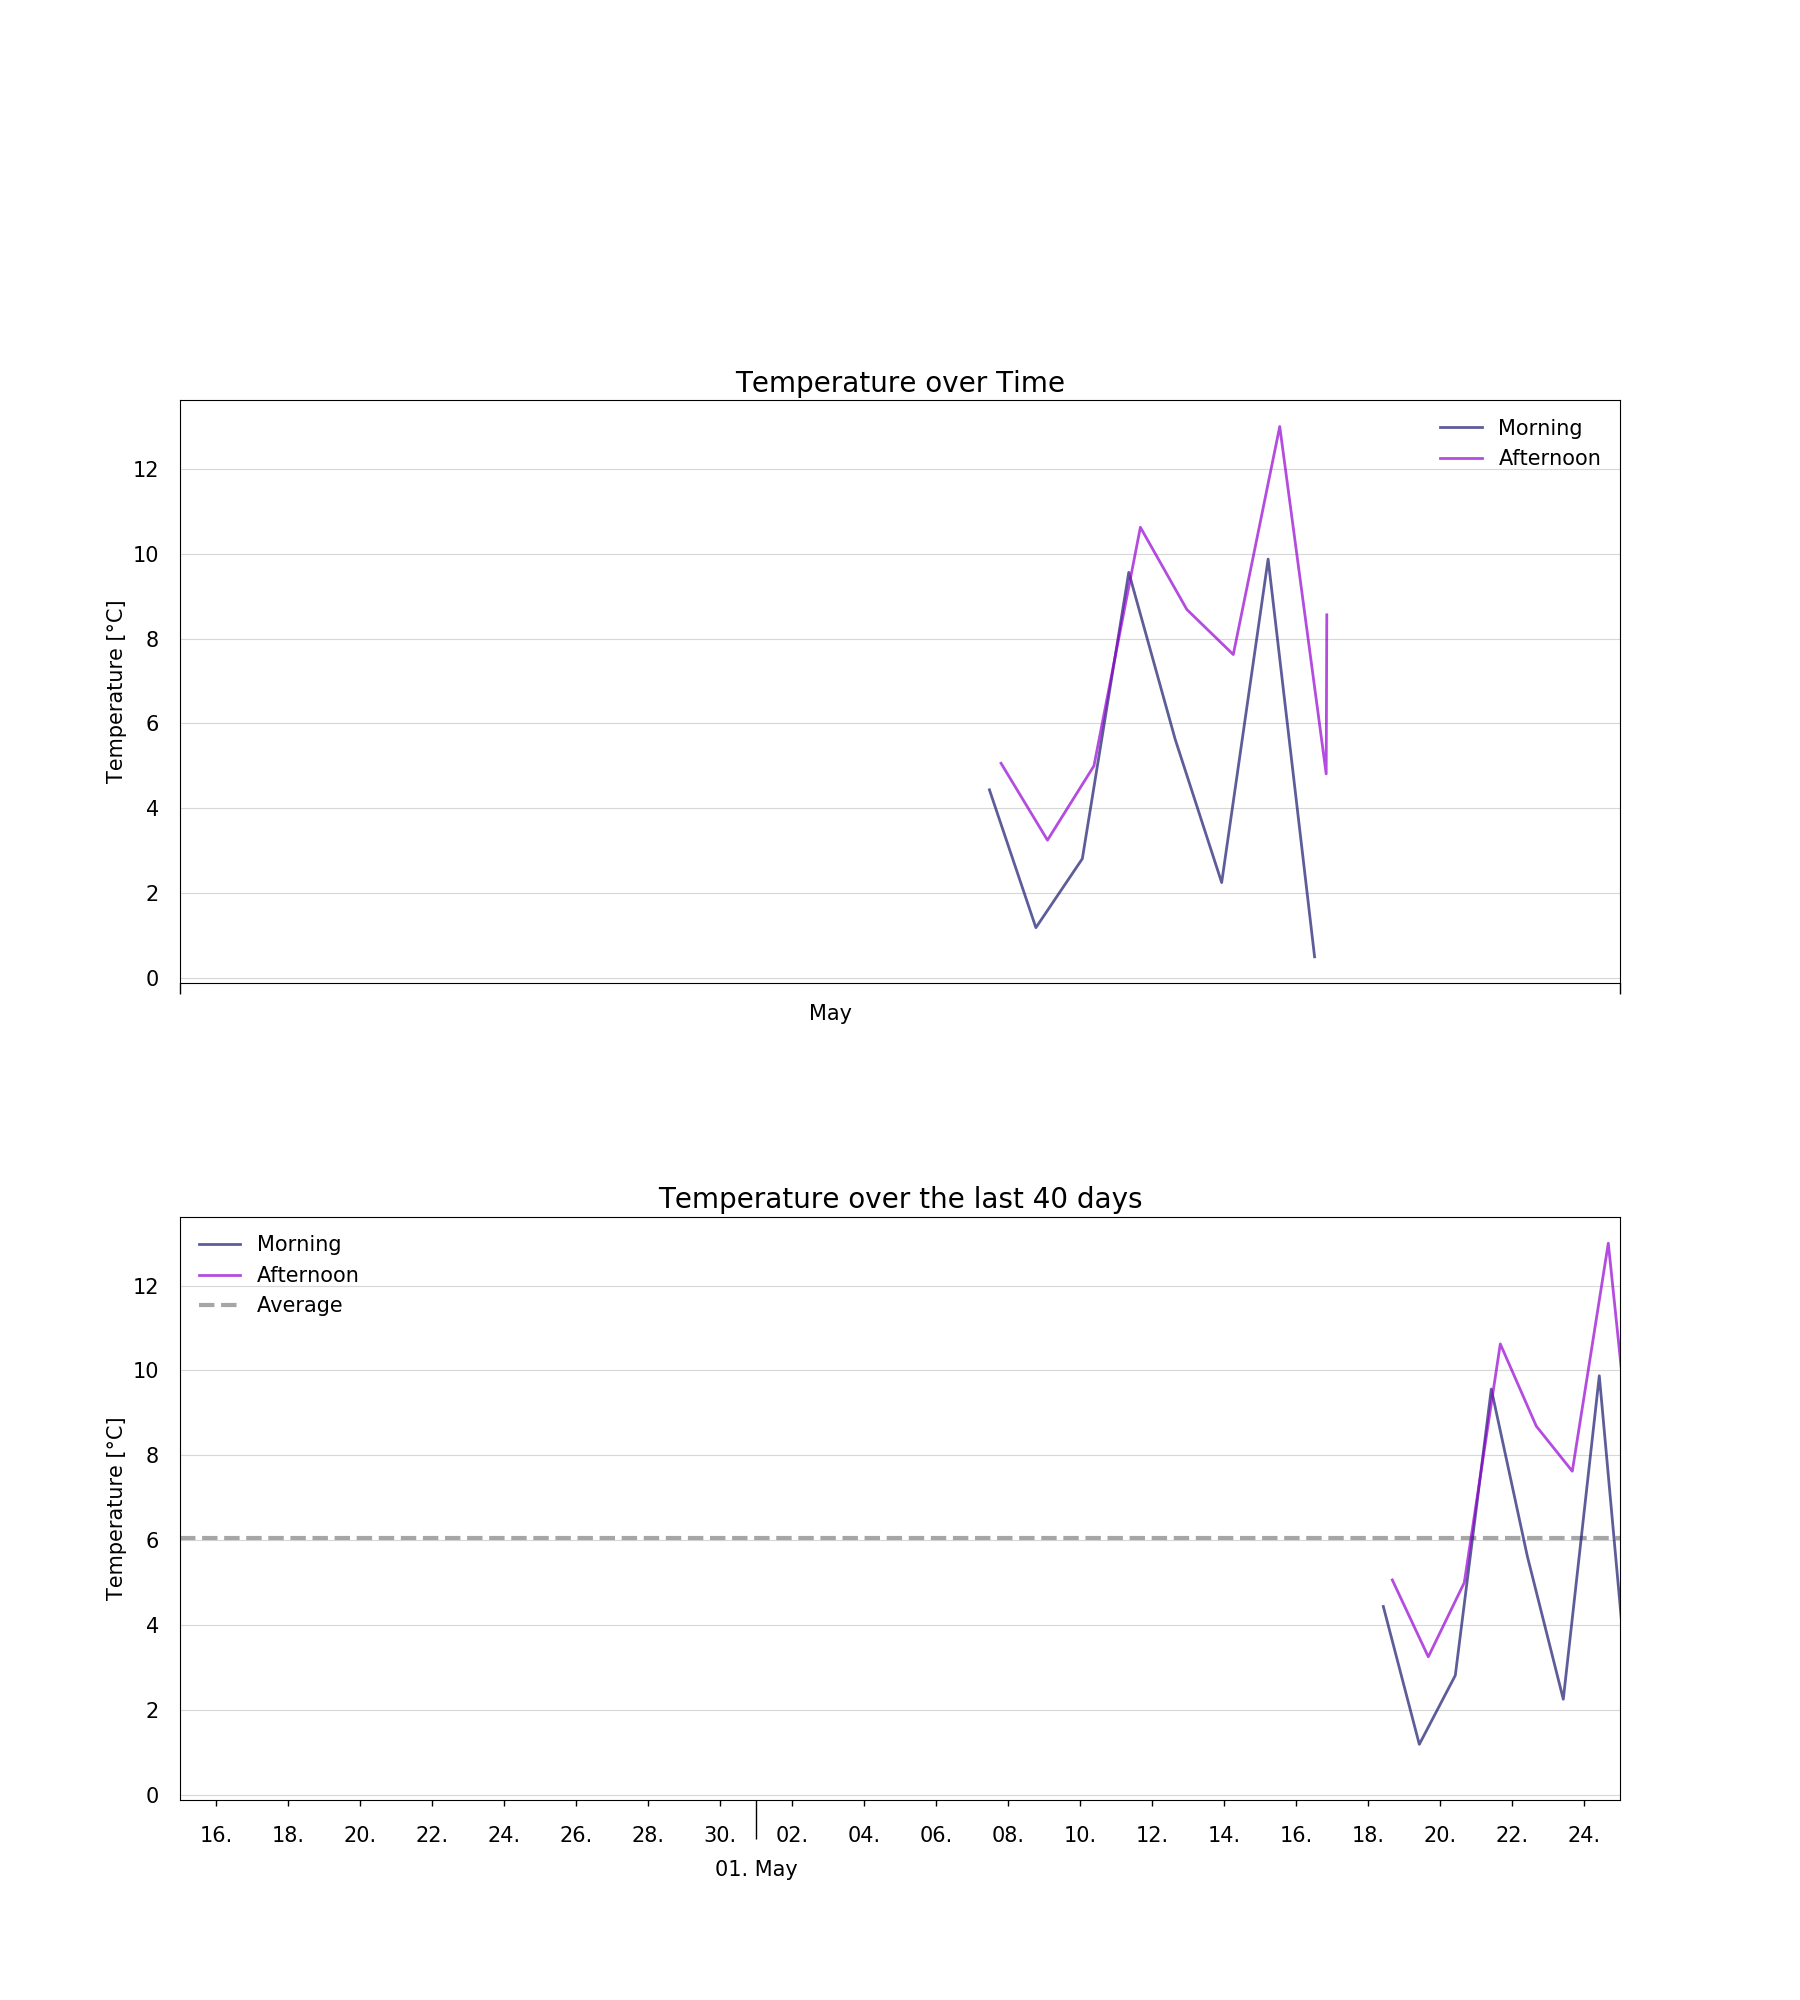 Temperature over Time
Morning
Afternoon
12
10
8
6
4
2
0
Temperature [°C]
May
Temperature over the last 40 days
Morning
Afternoon
Average
12
10
8
6
4
2
0
Temperature [°C]
16. 18. 20. 22. 24. 26. 28. 30. 02. 04. 06. 08. 10. 12. 14. 16. 18. 20. 22. 24.
01. May